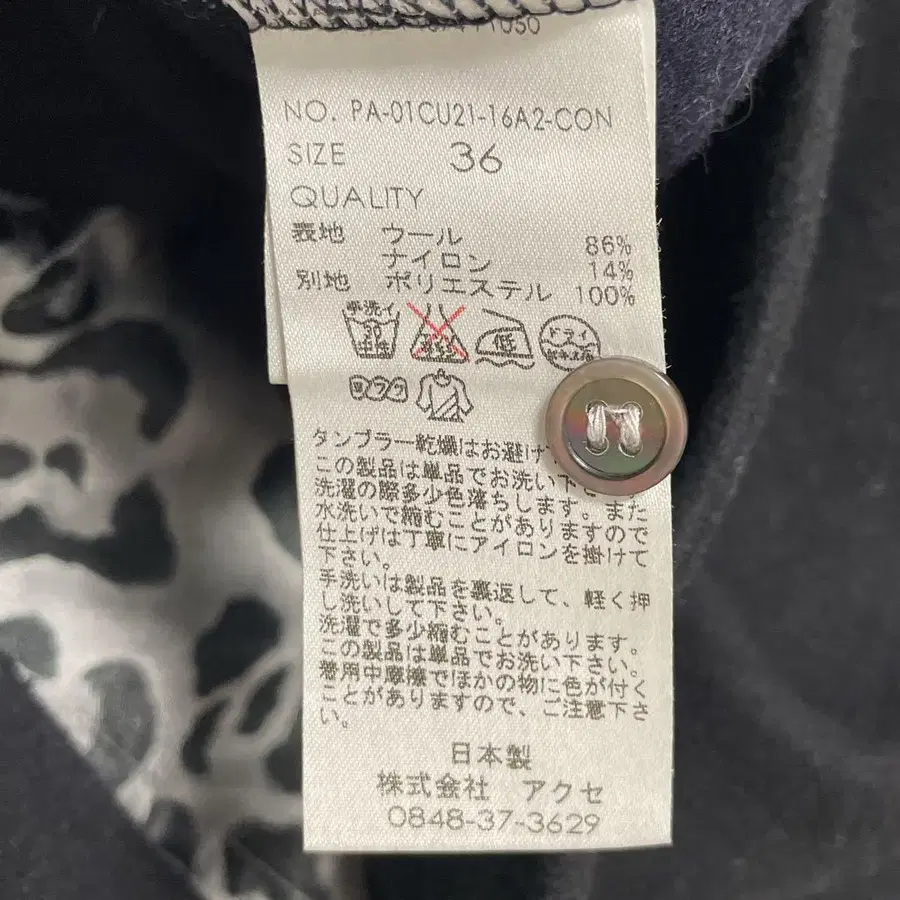 NO. PA-01CU21-16A2-CON
SIZE 36
QUALITY
表地 ウール 86%
ナイロン 14%
別地 ポリエステル 100%
手洗イ
30
中性
低
ドライ
タンブラー乾燥はお避け
この製品は単品でお洗い
洗濯の際多少色落ちします。また
水洗いで縮むことがありますので
仕上げは丁寧にアイロンを掛けて
下さい。
手洗いは製品を裏返して、軽く押
し洗いして下さい。
洗濯で多少縮むことがあります。
この製品は単品でお洗い下さい。
着用中摩擦でほかの物に色が付く
ことがありますので、ご注意下さ
い。
日本製
株式会社 アクセ
0848-37-3629